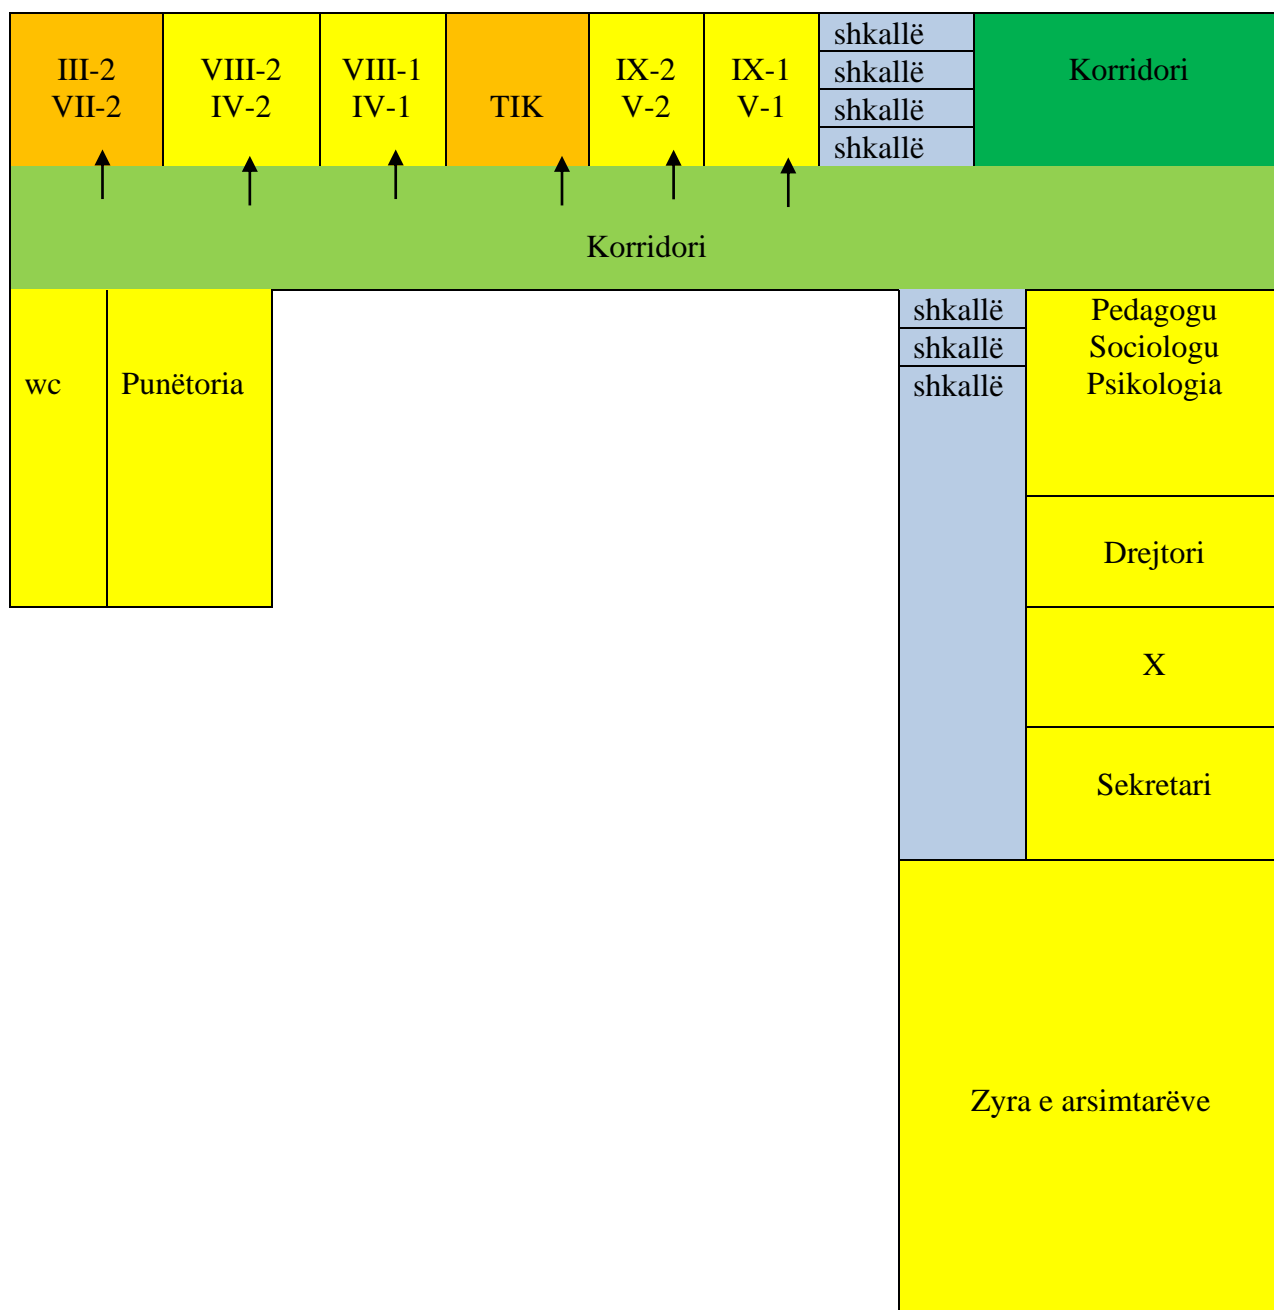 III-2
VII-2
VIII-2
IV-2
VIII-1
IV-1
TIK
IX-2
V-2
IX-1
V-1
shkallë
shkallë
shkallë
shkallë
Korridori
Korridori
wc
Punëtoria
shkallë
shkallë
shkallë
Pedagogu
Sociologu
Psikologia
Drejtori
X
Sekretari
Zyra e arsimtarëve